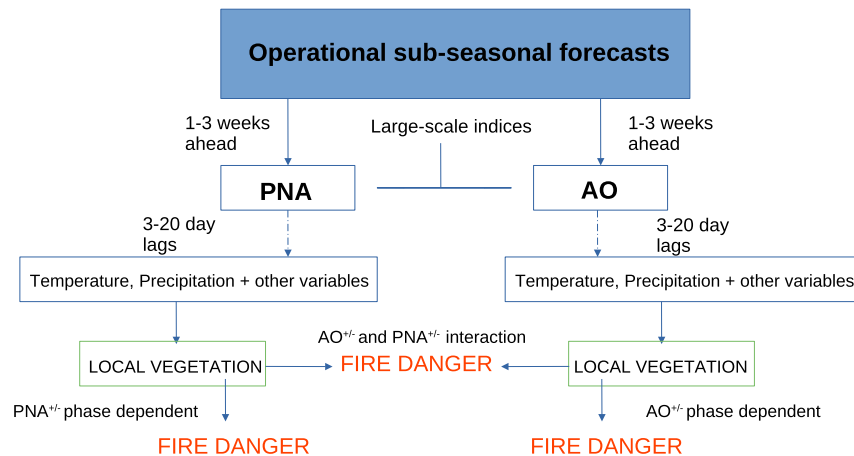 Operational sub-seasonal forecasts
1-3 weeks
ahead
Large-scale indices
1-3 weeks
ahead
PNA
AO
3-20 day
lags
3-20 day
lags
Temperature, Precipitation + other variables
Temperature, Precipitation + other variables
AO+/- and PNA+/- interaction
LOCAL VEGETATION
FIRE DANGER
LOCAL VEGETATION
PNA+/- phase dependent
AO+/- phase dependent
FIRE DANGER
FIRE DANGER